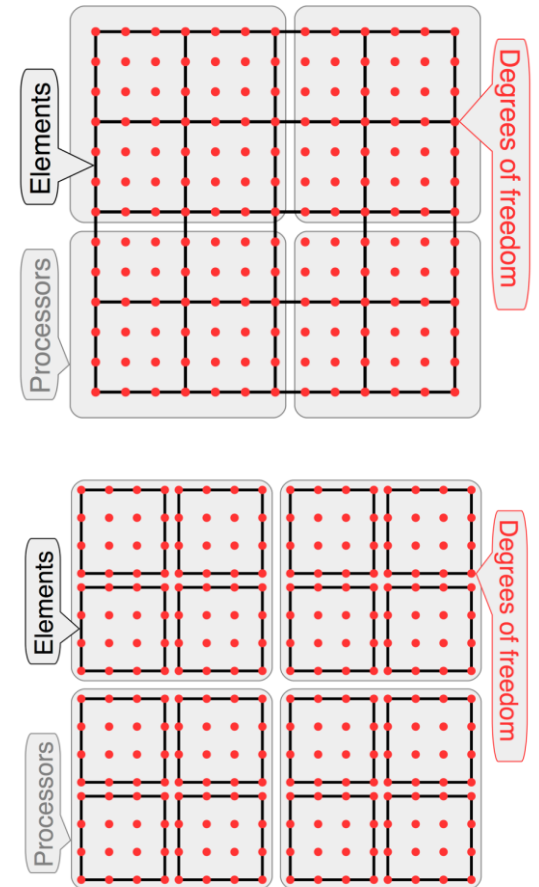 Elements
Degrees of freedom
Processors
Elements
Degrees of freedom
Processors